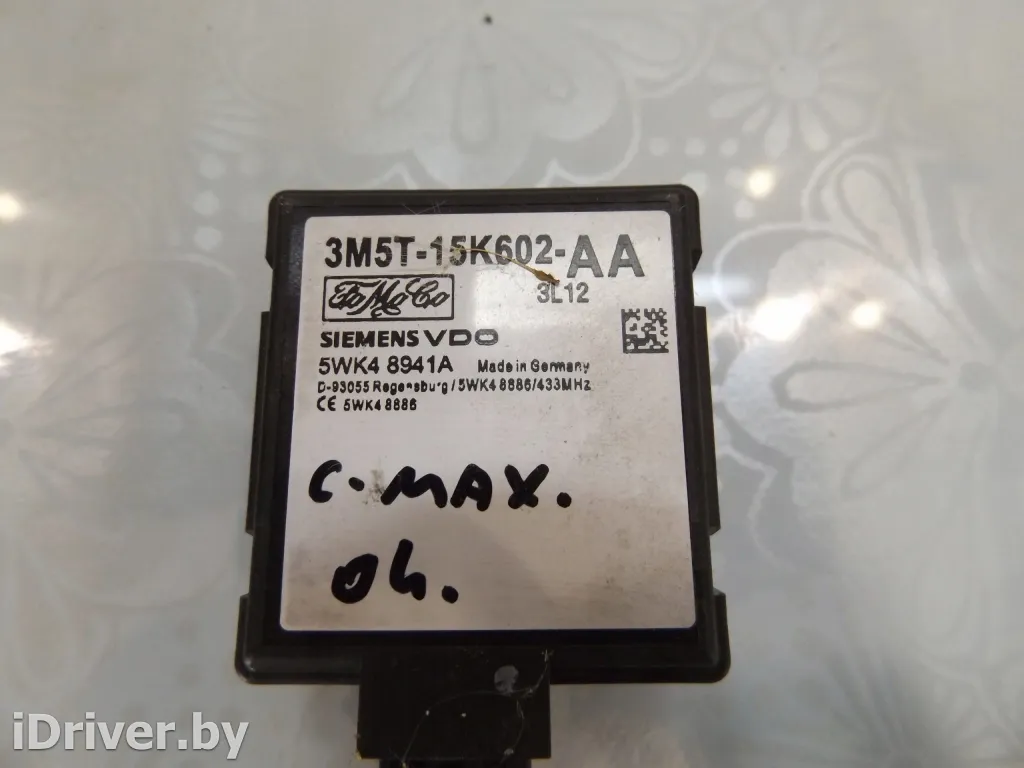 3M5T-15K602-AA
FoMoCo
3L12
SIEMENS VDO
5WK4 8941A Made in Germany
D-93055 Regensburg/5WK4 8886/433MHz
CE 5WK4 8886
C-MAX.
04.
iDriver.by